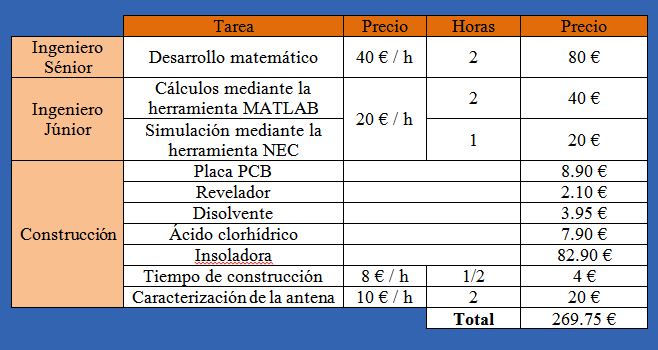 Tarea Precio Horas Precio
Ingeniero
Sénior
Desarrollo matemático 40 € / h 2 80 €
Ingeniero
Júnior
Cálculos mediante la
herramienta MATLAB
20 € / h
2 40 €
Simulación mediante la
herramienta NEC
1 20 €
Construcción
Placa PCB 8.90 €
Revelador 2.10 €
Disolvente 3.95 €
Ácido clorhídrico 7.90 €
Insoladora 82.90 €
Tiempo de construcción 8 € / h 1/2 4 €
Caracterización de la antena 10 € / h 2 20 €
Total 269.75 €